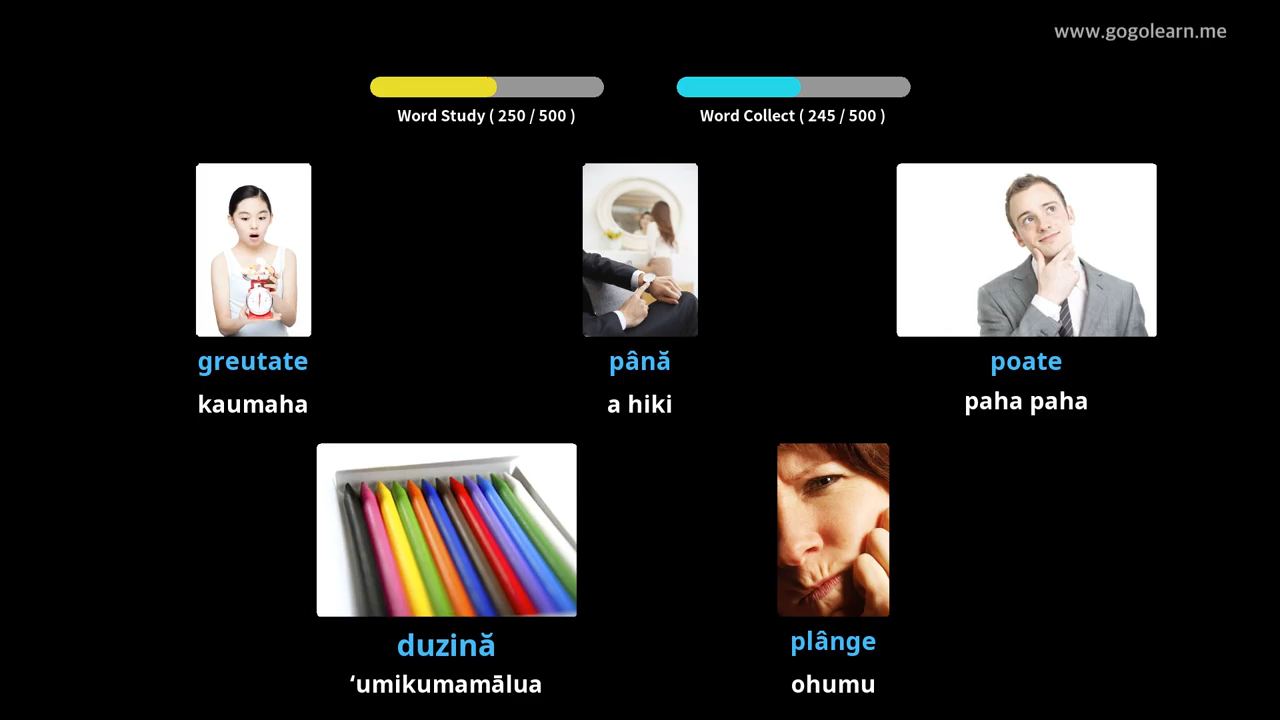 www.gogolearn.me
Word Study ( 250 / 500 )
Word Collect ( 245 / 500 )
greutate
până
poate
kaumaha
a hiki
paha paha
duzină
plânge
ʻumikumamālua
ohumu